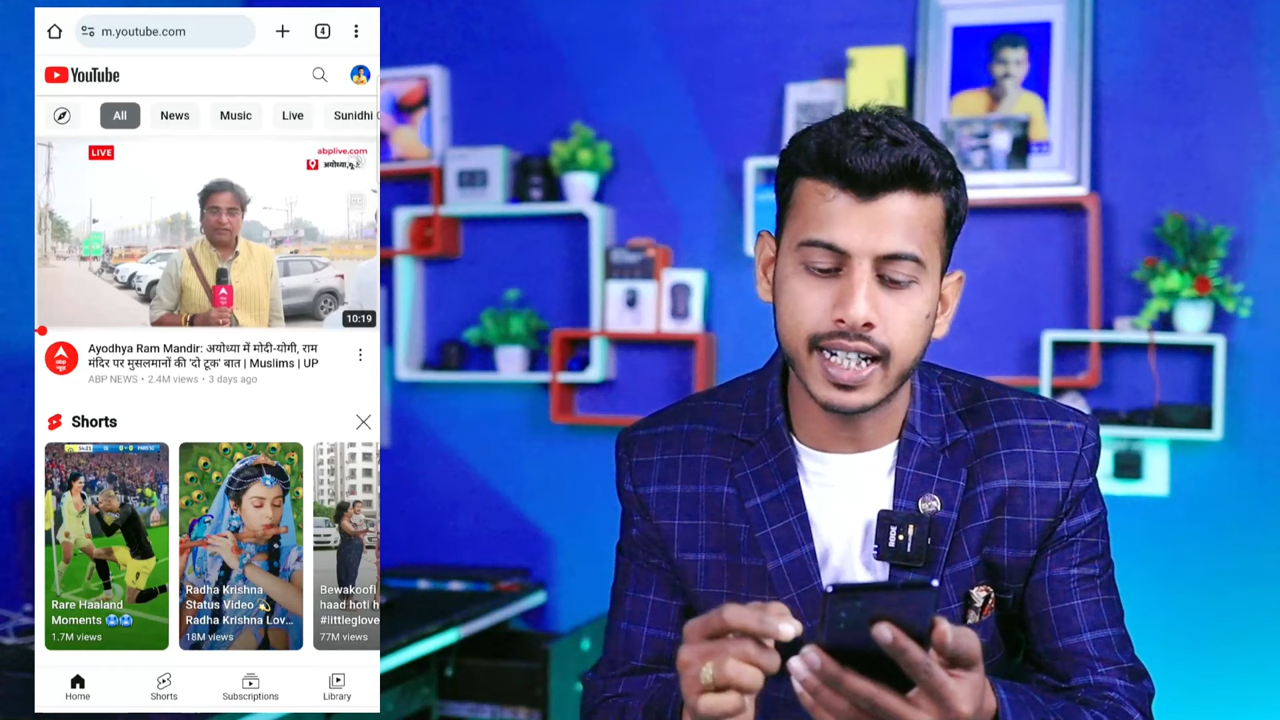 m.youtube.com
4
YouTube
All
News
Music
Live
Sunidhi
LIVE
abplive.com
अयोध्या, यू.
10:19
Ayodhya Ram Mandir: अयोध्या में मोदी-योगी, राम
मंदिर पर मुसलमानों की 'दो टूक' बात | Muslims | UP
ABP NEWS • 2.4M views • 3 days ago
Shorts
Rare Haaland
Moments
1.7M views
Radha Krishna
Status Video
Radha Krishna Lov...
18M views
Bewakoofi
haad hoti h
#littleglove
77M views
Home
Shorts
Subscriptions
Library
RODE